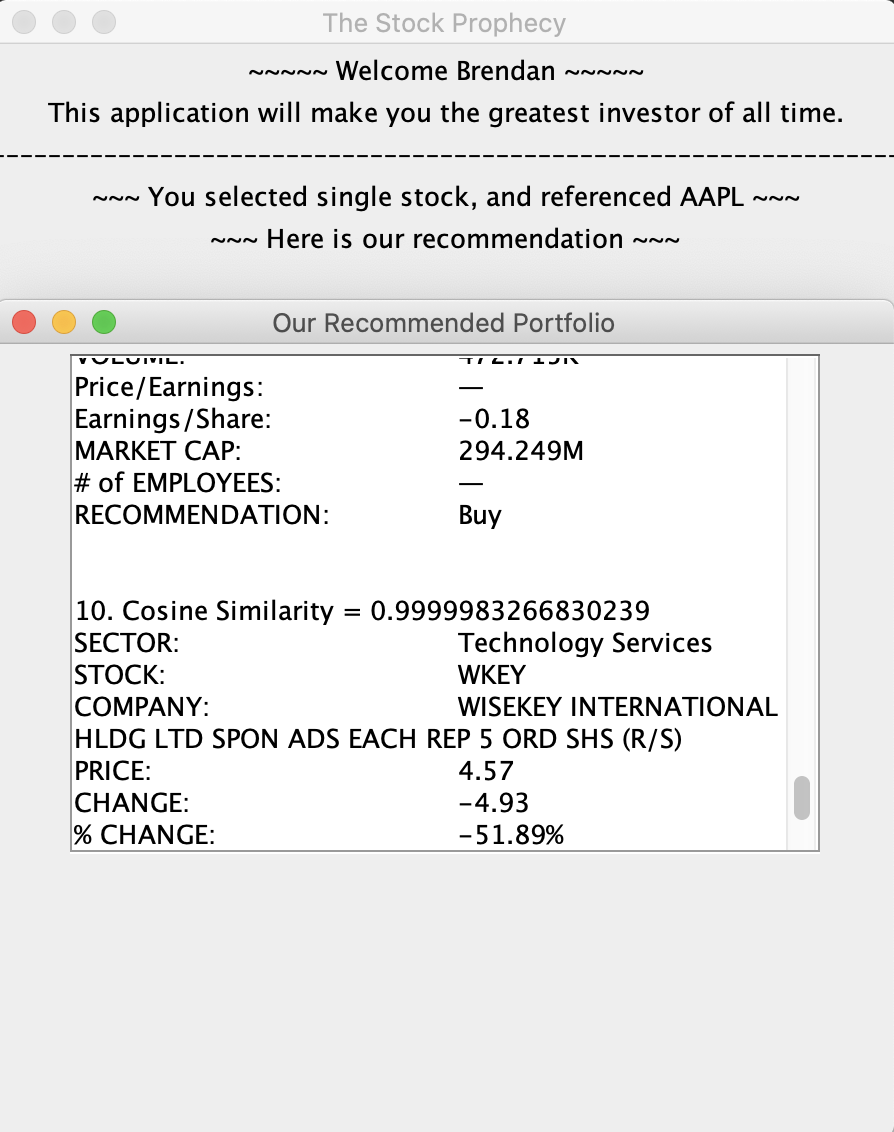 The Stock Prophecy
~~~~~ Welcome Brendan ~~~~~
This application will make you the greatest investor of all time.
~~~ You selected single stock, and referenced AAPL ~~~
~~~ Here is our recommendation ~~~
Our Recommended Portfolio
VOLUME: 472.715K
Price/Earnings: —
Earnings/Share: -0.18
MARKET CAP: 294.249M
# of EMPLOYEES: —
RECOMMENDATION: Buy
10. Cosine Similarity = 0.9999983266830239
SECTOR: Technology Services
STOCK: WKEY
COMPANY: WISEKEY INTERNATIONAL
HLDG LTD SPON ADS EACH REP 5 ORD SHS (R/S)
PRICE: 4.57
CHANGE: -4.93
% CHANGE: -51.89%